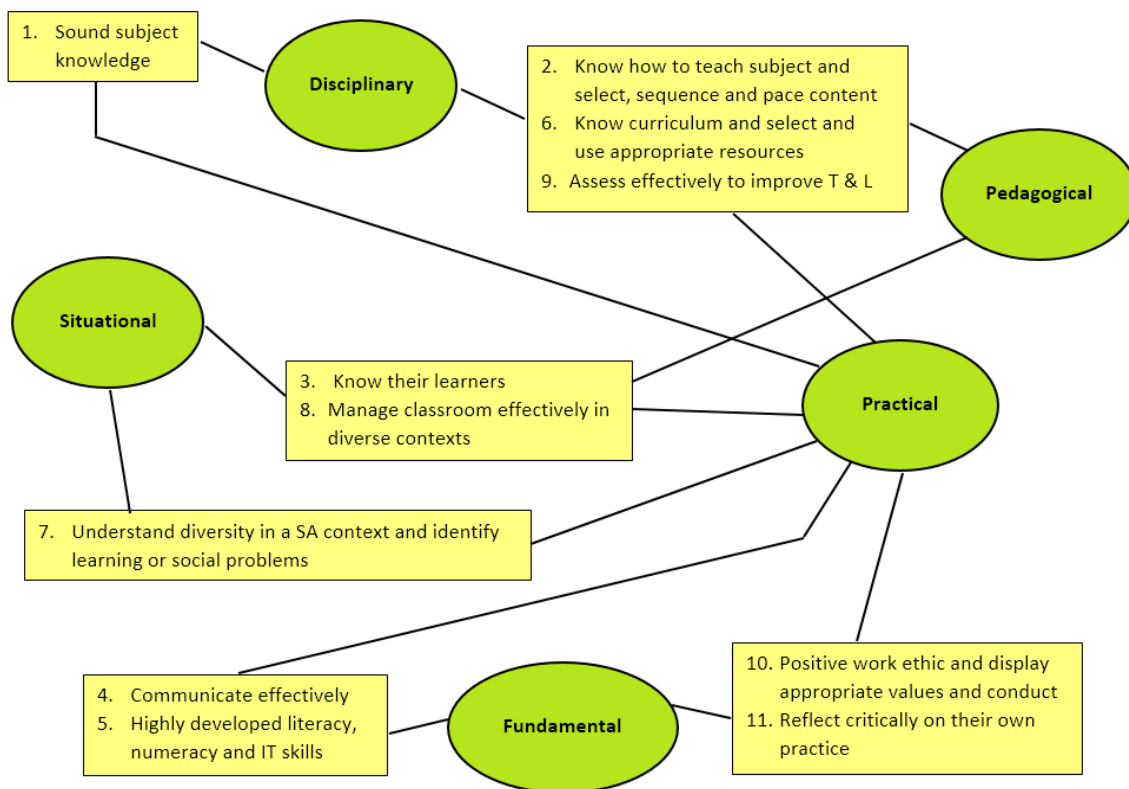 1. Sound subject
knowledge
Disciplinary
2. Know how to teach subject and
select, sequence and pace content
6. Know curriculum and select and
use appropriate resources
9. Assess effectively to improve T & L
Pedagogical
Situational
3. Know their learners
8. Manage classroom effectively in
diverse contexts
Practical
7. Understand diversity in a SA context and identify
learning or social problems
4. Communicate effectively
5. Highly developed literacy,
numeracy and IT skills
Fundamental
10. Positive work ethic and display
appropriate values and conduct
11. Reflect critically on their own
practice